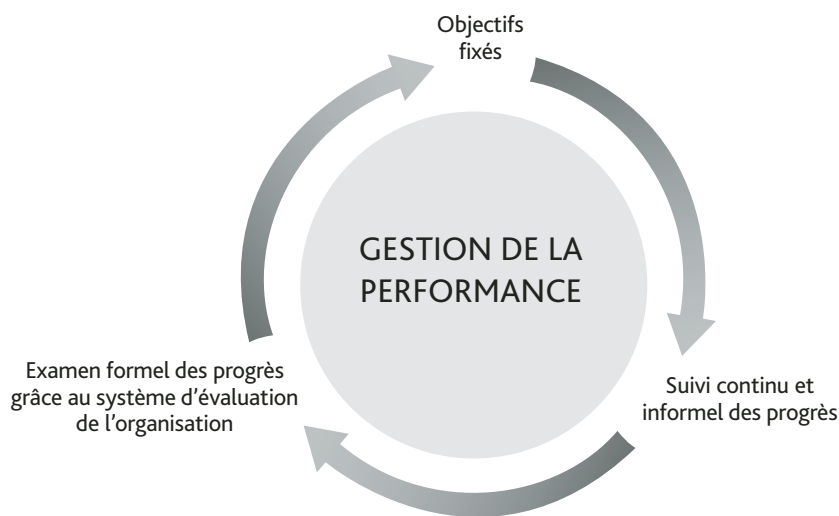 Objectifs
fixés
GESTION DE LA
PERFORMANCE
Suivi continu et
informel des progrès
Examen formel des progrès
grâce au système d’évaluation
de l’organisation